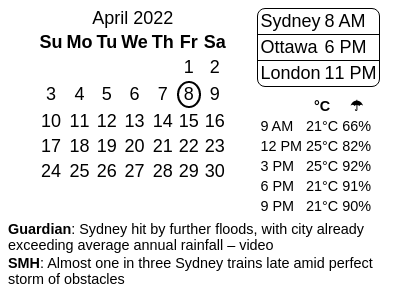 April 2022
Su Mo Tu We Th Fr Sa
1 2
3 4 5 6 7 8 9
10 11 12 13 14 15 16
17 18 19 20 21 22 23
24 25 26 27 28 29 30
Sydney 8 AM
Ottawa 6 PM
London 11 PM
°C ☂
9 AM 21°C 66%
12 PM 25°C 82%
3 PM 25°C 92%
6 PM 21°C 91%
9 PM 21°C 90%
Guardian: Sydney hit by further floods, with city already
exceeding average annual rainfall – video
SMH: Almost one in three Sydney trains late amid perfect
storm of obstacles